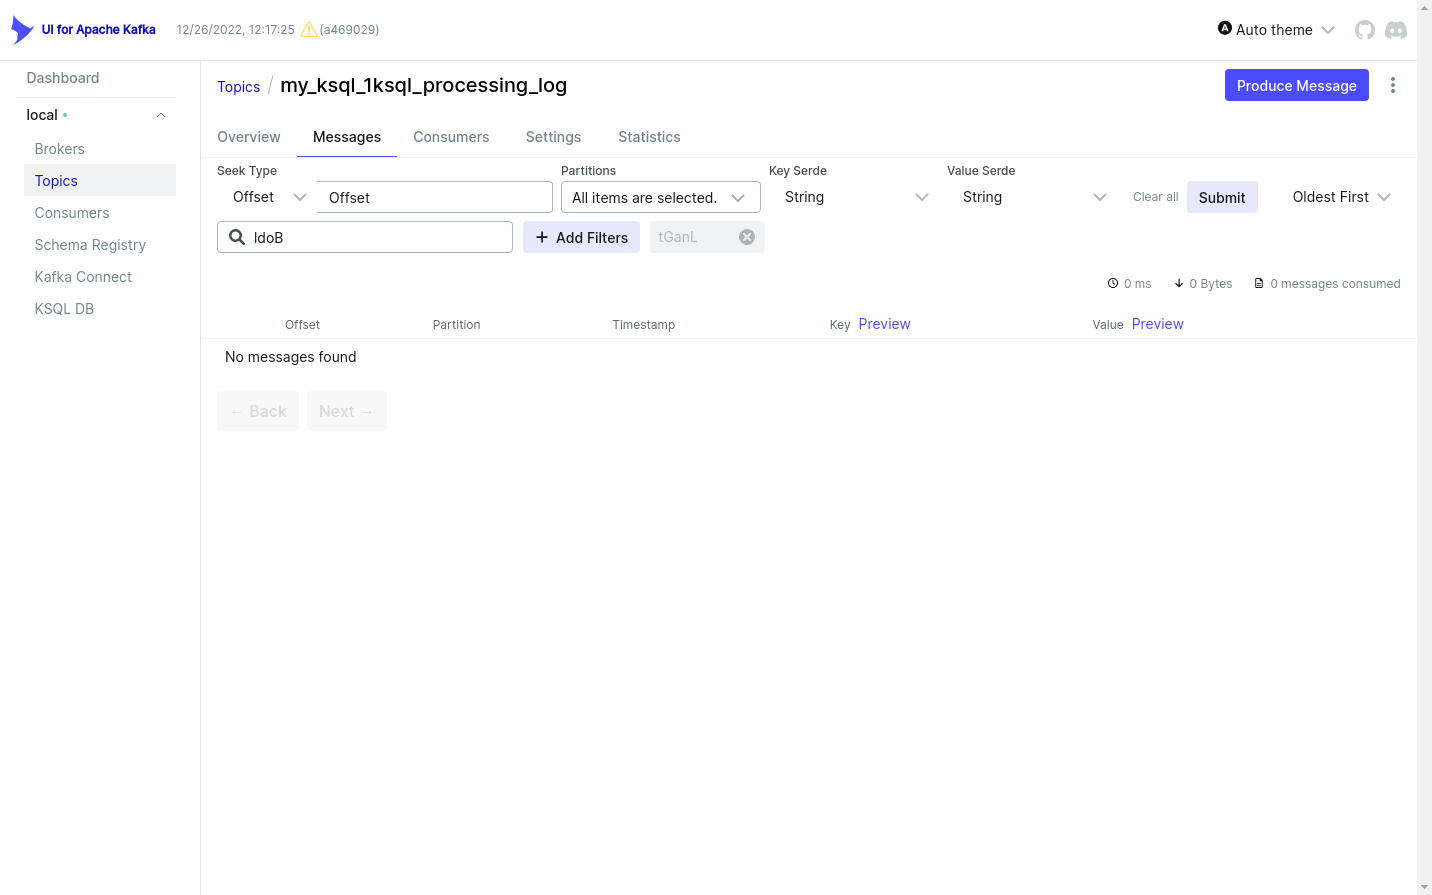 UI for Apache Kafka 12/26/2022, 12:17:25 (a469029) Auto theme
Dashboard
local
Brokers
Topics
Consumers
Schema Registry
Kafka Connect
KSQL DB
Topics / my_ksql_1ksql_processing_log Produce Message
Overview Messages Consumers Settings Statistics
Seek Type Partitions Key Serde Value Serde
Offset Offset All items are selected. String String Clear all Submit Oldest First
ldoB + Add Filters tGanL
0 ms 0 Bytes 0 messages consumed
Offset Partition Timestamp Key Preview Value Preview
No messages found
← Back Next →